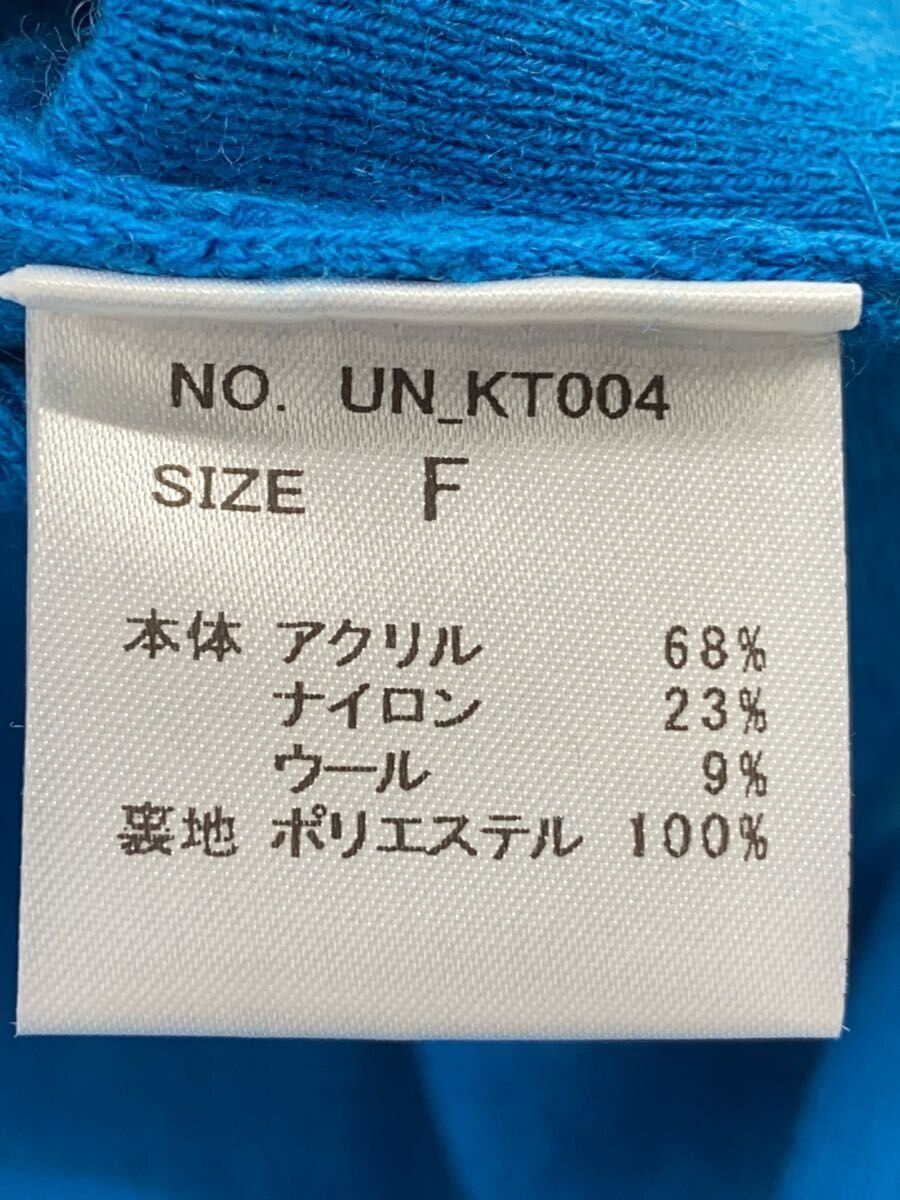 NO. UN_KT004
SIZE F
本体 アクリル 68%
ナイロン 23%
ウール 9%
裏地 ポリエステル 100%